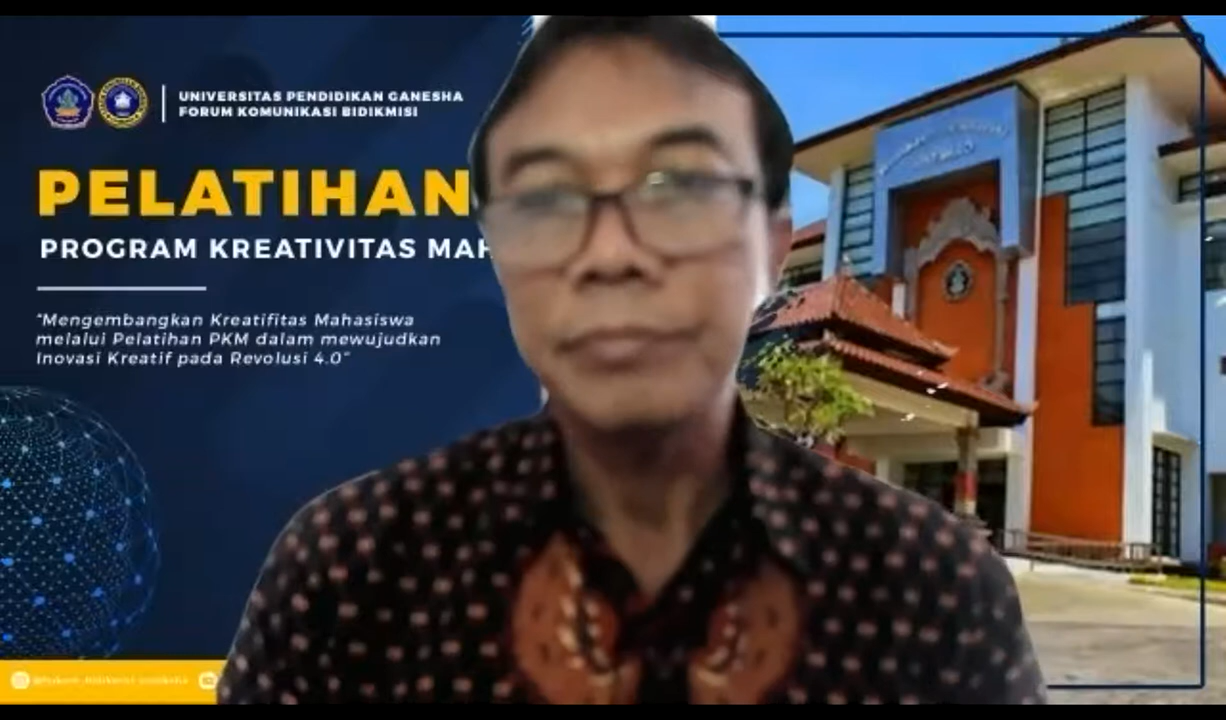 UNIVERSITAS PENDIDIKAN GANESHA
FORUM KOMUNIKASI BIDIKMISI
PELATIHAN
PROGRAM KREATIVITAS MAH
"Mengembangkan Kreatifitas Mahasiswa
melalui Pelatihan PKM dalam mewujudkan
Inovasi Kreatif pada Revolusi 4.0"